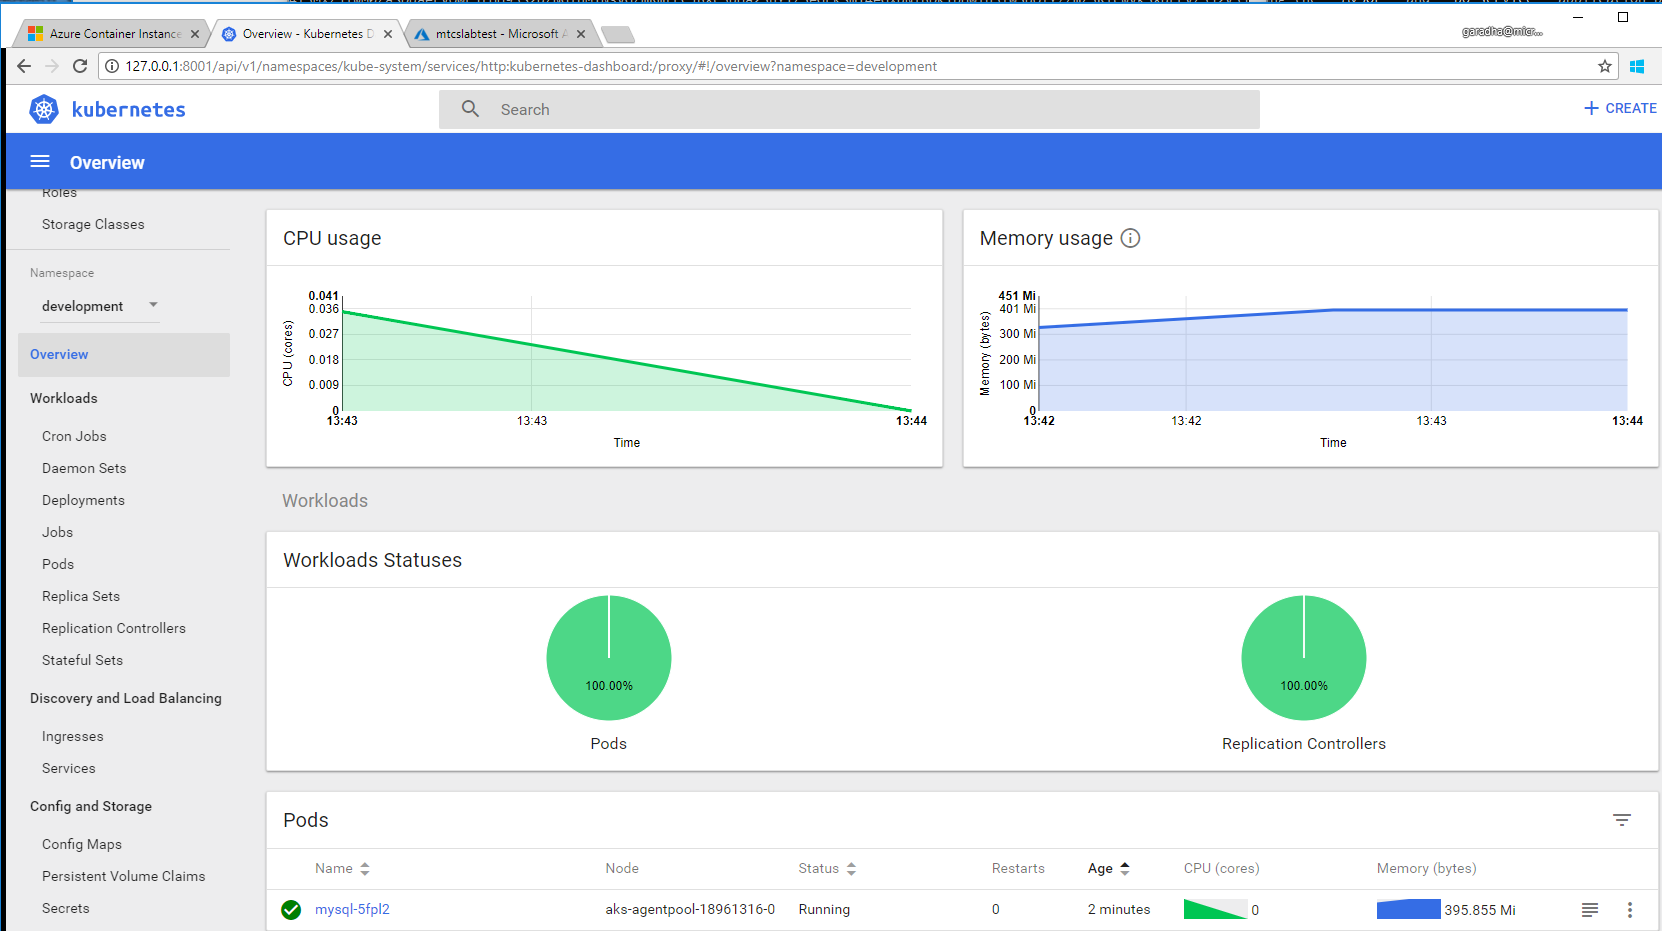 Azure Container Instance
Overview - Kubernetes D
mtcslabtest - Microsoft A
garadha@micr...
127.0.0.1:8001/api/v1/namespaces/kube-system/services/http:kubernetes-dashboard:/proxy/#!/overview?namespace=development
kubernetes
Search
+ CREATE
Overview
Roles
Storage Classes
Namespace
development
Overview
Workloads
Cron Jobs
Daemon Sets
Deployments
Jobs
Pods
Replica Sets
Replication Controllers
Stateful Sets
Discovery and Load Balancing
Ingresses
Services
Config and Storage
Config Maps
Persistent Volume Claims
Secrets
CPU usage
CPU (cores)
0.041
0.036
0.027
0.018
0.009
0
13:43 13:43 13:44
Time
Memory usage
Memory (bytes)
451 Mi
401 Mi
300 Mi
200 Mi
100 Mi
0
13:42 13:42 13:43 13:44
Time
Workloads
Workloads Statuses
100.00%
Pods
100.00%
Replication Controllers
Pods
Name Node Status Restarts Age CPU (cores) Memory (bytes)
mysql-5fpl2 aks-agentpool-18961316-0 Running 0 2 minutes 0 395.855 Mi